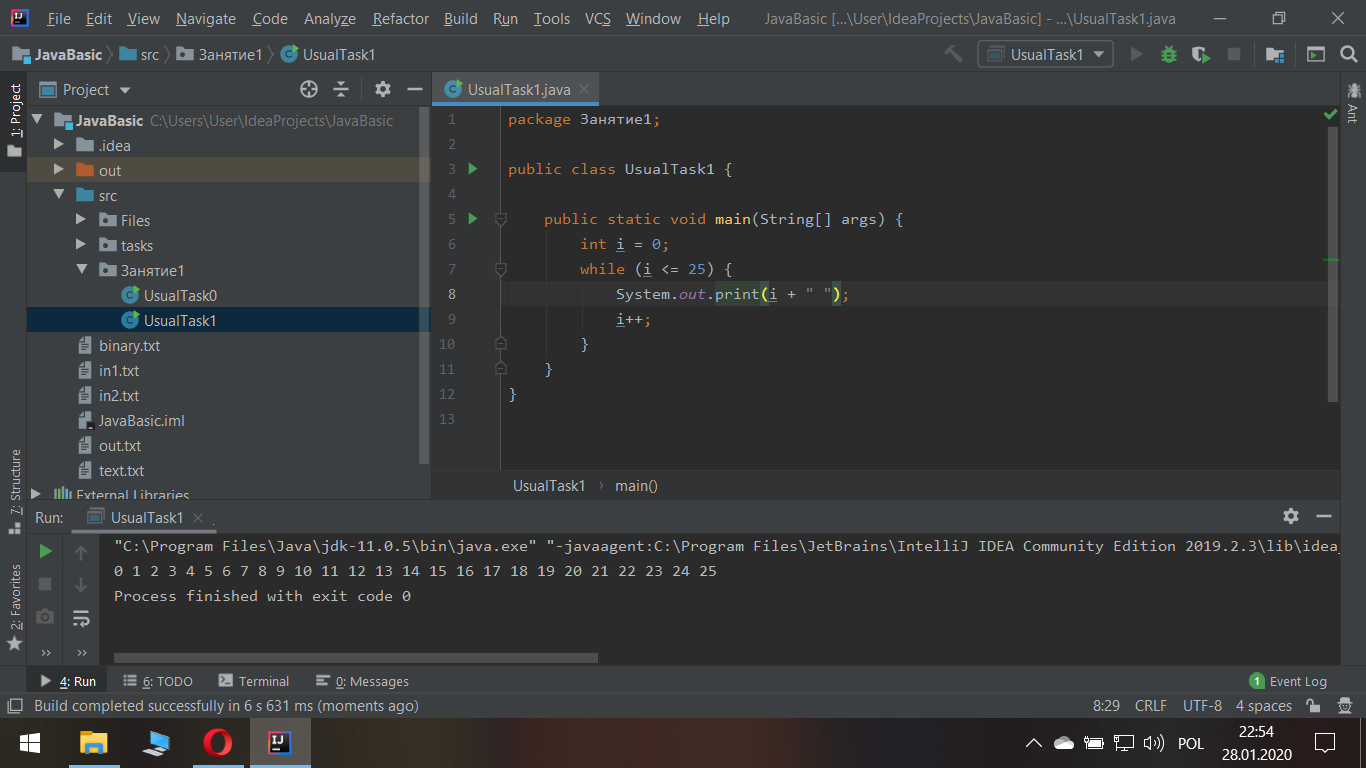 File Edit View Navigate Code Analyze Refactor Build Run Tools VCS Window Help JavaBasic [...\User\IdeaProjects\JavaBasic] - ...\UsualTask1.java
JavaBasic src Занятие1 UsualTask1 UsualTask1
1: Project
Project
UsualTask1.java
Ant
JavaBasic C:\Users\User\IdeaProjects\JavaBasic
.idea
out
src
Files
tasks
Занятие1
UsualTask0
UsualTask1
binary.txt
in1.txt
in2.txt
JavaBasic.iml
out.txt
text.txt
External Libraries
1 package Занятие1;
2
3 public class UsualTask1 {
4
5 public static void main(String[] args) {
6 int i = 0;
7 while (i <= 25) {
8 System.out.print(i + " ");
9 i++;
10 }
11 }
12 }
13
UsualTask1 main()
7: Structure
2: Favorites
Run: UsualTask1
"C:\Program Files\Java\jdk-11.0.5\bin\java.exe" "-javaagent:C:\Program Files\JetBrains\IntelliJ IDEA Community Edition 2019.2.3\lib\idea_
0 1 2 3 4 5 6 7 8 9 10 11 12 13 14 15 16 17 18 19 20 21 22 23 24 25
Process finished with exit code 0
4: Run 6: TODO Terminal 0: Messages 1 Event Log
Build completed successfully in 6 s 631 ms (moments ago) 8:29 CRLF UTF-8 4 spaces
POL
22:54
28.01.2020